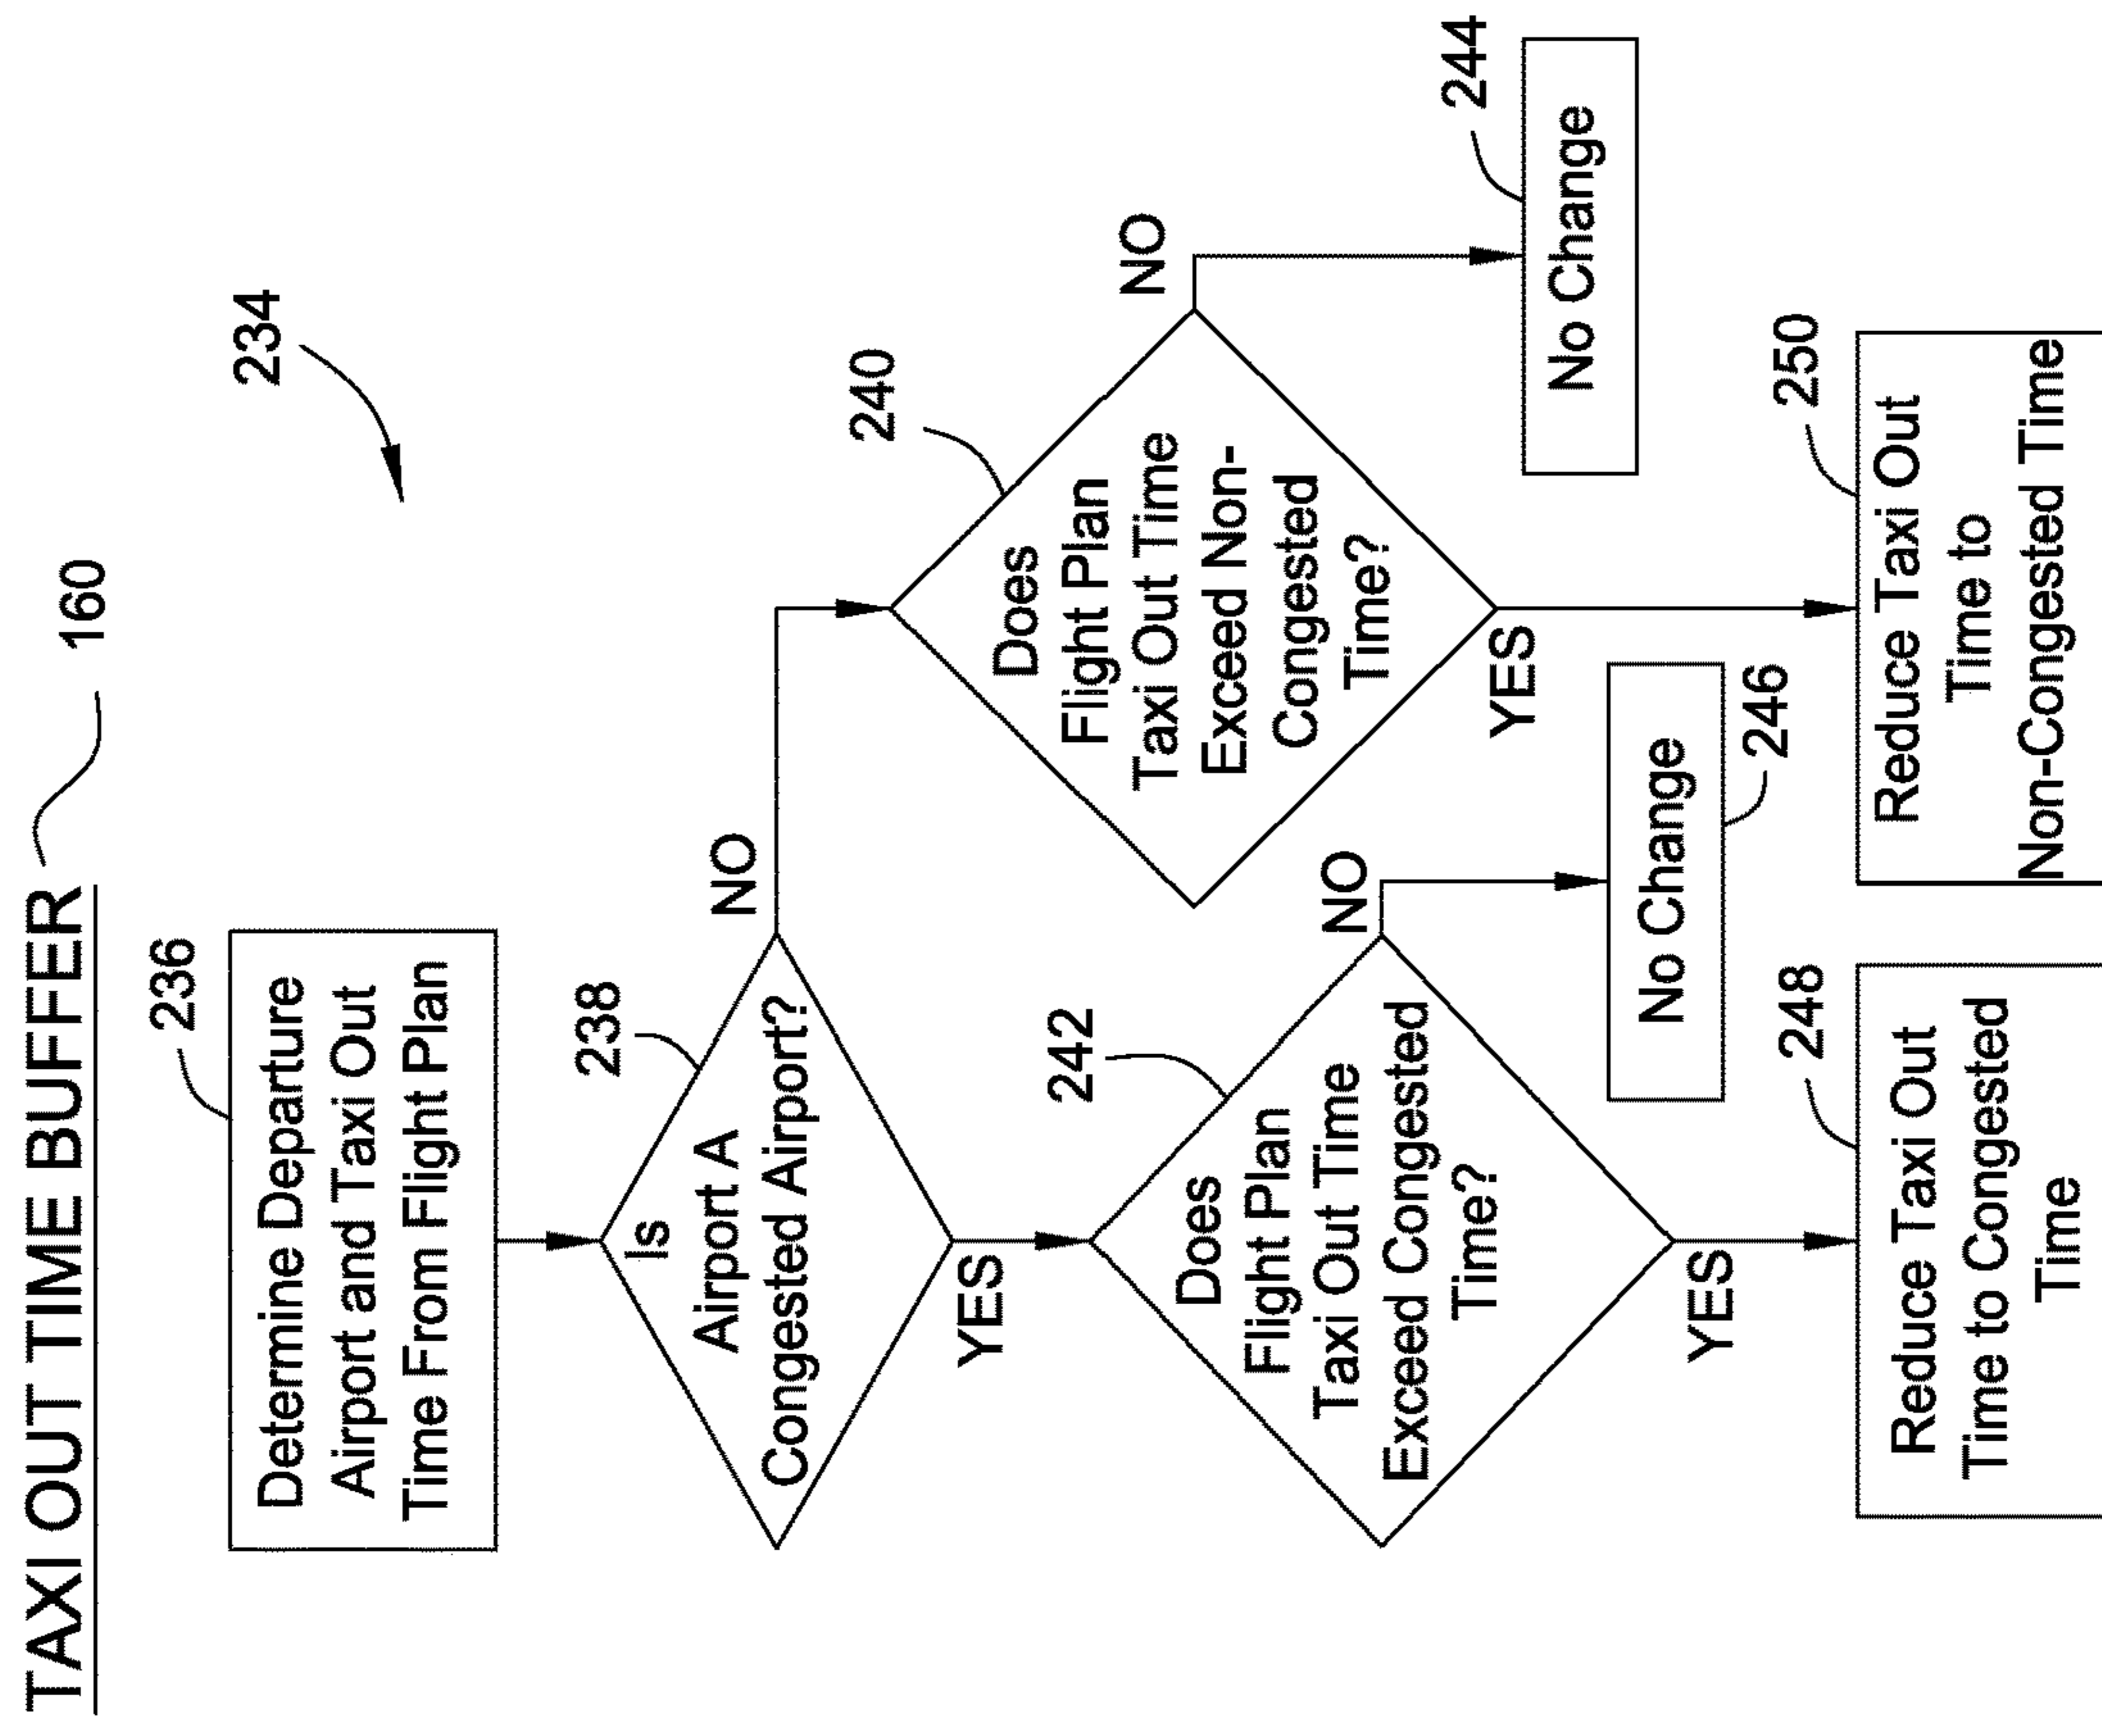 TAXI OUT TIME BUFFER
160
234
236
Determine Departure
Airport and Taxi Out
Time From Flight Plan
238
Is
Airport A
Congested Airport?
NO
YES
240
Does
Flight Plan
Taxi Out Time
Exceed Non-
Congested
Time?
NO
YES
244
No Change
242
Does
Flight Plan
Taxi Out Time
Exceed Congested
Time?
NO
YES
No Change
246
248
Reduce Taxi Out
Time to Congested
Time
250
Reduce Taxi Out
Time to
Non-Congested Time